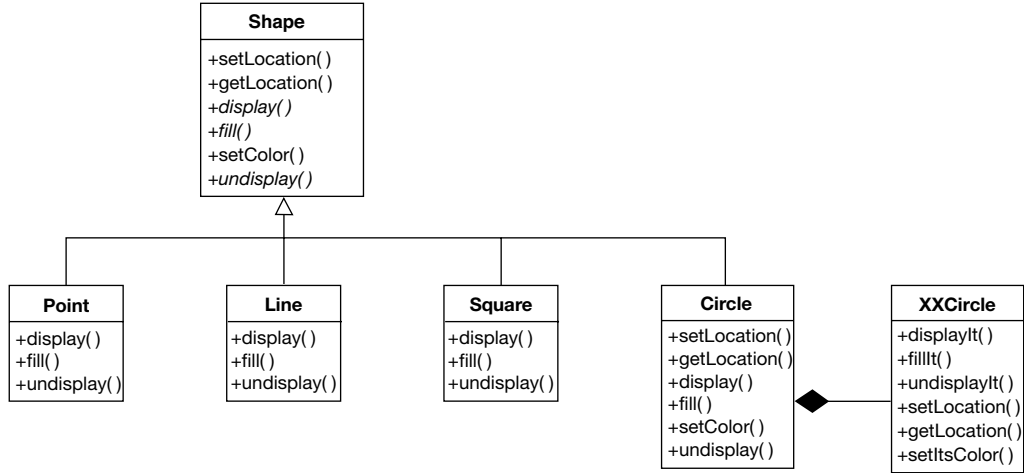 Shape
+setLocation( )
+getLocation( )
+display( )
+fill( )
+setColor( )
+undisplay( )
Point
+display( )
+fill( )
+undisplay( )
Line
+display( )
+fill( )
+undisplay( )
Square
+display( )
+fill( )
+undisplay( )
Circle
+setLocation( )
+getLocation( )
+display( )
+fill( )
+setColor( )
+undisplay( )
XXCircle
+displayIt( )
+fillIt( )
+undisplayIt( )
+setLocation( )
+getLocation( )
+setItsColor( )